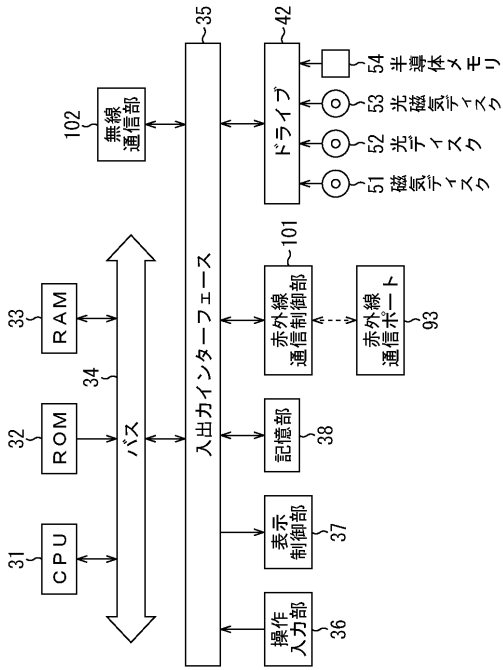 31
CPU
32
ROM
33
RAM
34
バス
102
無線
通信部
35
入出力インターフェース
36
操作
入力部
37
表示
制御部
38
記憶部
101
赤外線
通信制御部
93
赤外線
通信ポート
42
ドライブ
51 磁気ディスク
52 光ディスク
53 光磁気ディスク
54 半導体メモリ